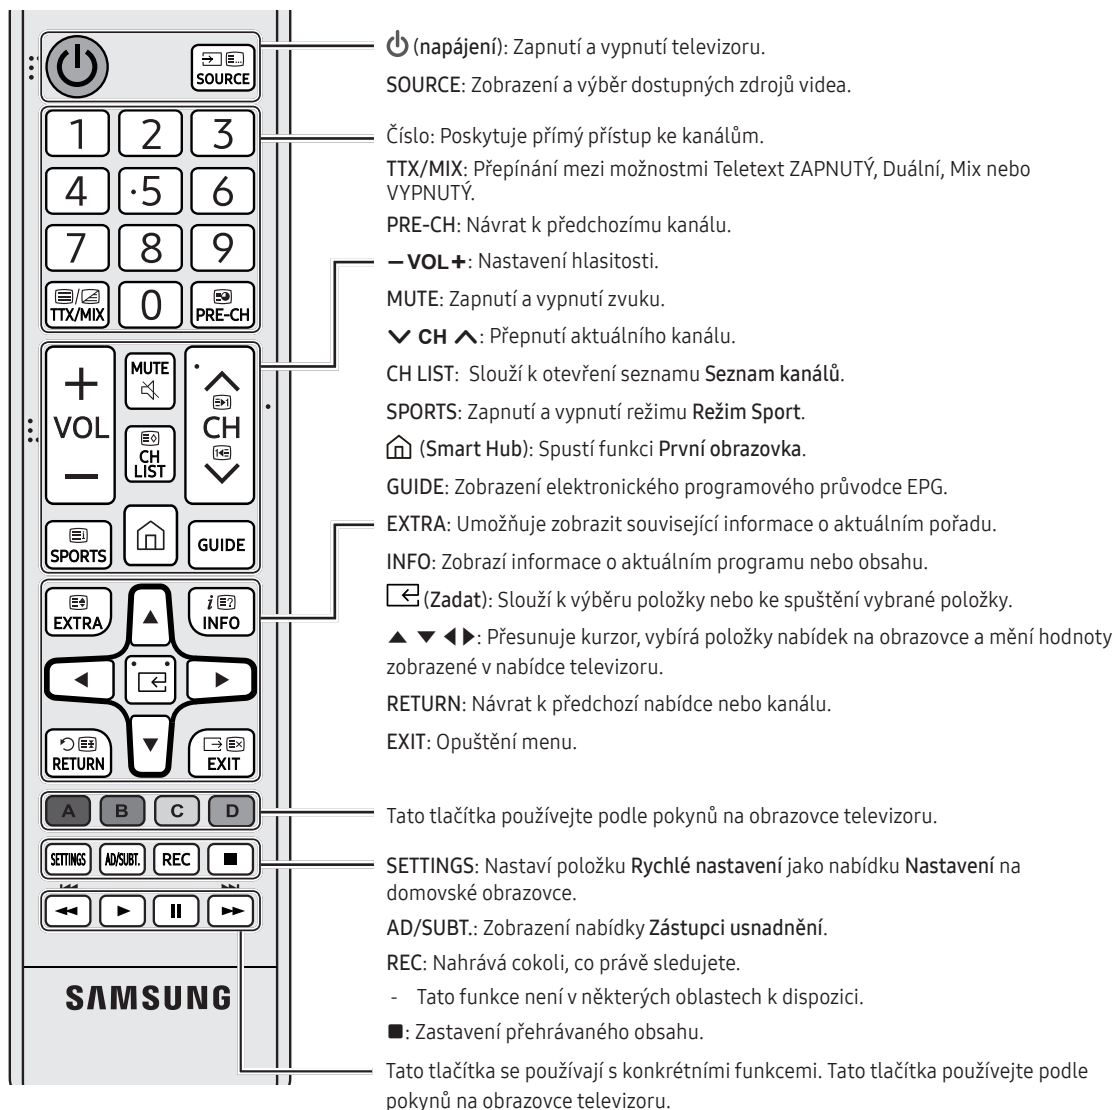 (napájení): Zapnutí a vypnutí televizoru.
SOURCE: Zobrazení a výběr dostupných zdrojů videa.
Číslo: Poskytuje přímý přístup ke kanálům.
TTX/MIX: Přepínání mezi možnostmi Teletext ZAPNUTÝ, Duální, Mix nebo
VYPNUTÝ.
PRE-CH: Návrat k předchozímu kanálu.
− VOL +: Nastavení hlasitosti.
MUTE: Zapnutí a vypnutí zvuku.
CH : Přepnutí aktuálního kanálu.
CH LIST: Slouží k otevření seznamu Seznam kanálů.
SPORTS: Zapnutí a vypnutí režimu Režim Sport.
(Smart Hub): Spustí funkci První obrazovka.
GUIDE: Zobrazení elektronického programového průvodce EPG.
EXTRA: Umožňuje zobrazit související informace o aktuálním pořadu.
INFO: Zobrazí informace o aktuálním programu nebo obsahu.
(Zadat): Slouží k výběru položky nebo ke spuštění vybrané položky.
▲ ▼ ◀ ▶: Přesunuje kurzor, vybírá položky nabídek na obrazovce a mění hodnoty
zobrazené v nabídce televizoru.
RETURN: Návrat k předchozí nabídce nebo kanálu.
EXIT: Opuštění menu.
Tato tlačítka používejte podle pokynů na obrazovce televizoru.
SETTINGS: Nastaví položku Rychlé nastavení jako nabídku Nastavení na
domovské obrazovce.
AD/SUBT.: Zobrazení nabídky Zástupci usnadnění.
REC: Nahrává cokoli, co právě sledujete.
- Tato funkce není v některých oblastech k dispozici.
■: Zastavení přehrávaného obsahu.
Tato tlačítka se používají s konkrétními funkcemi. Tato tlačítka používejte podle
pokynů na obrazovce televizoru.
SOURCE
1 2 3
4 5 6
7 8 9
TTX/MIX 0 PRE-CH
+ MUTE
VOL CH
CH
LIST
−
SPORTS GUIDE
EXTRA i INFO
RETURN EXIT
A B C D
SETTINGS AD/SUBT. REC
SAMSUNG